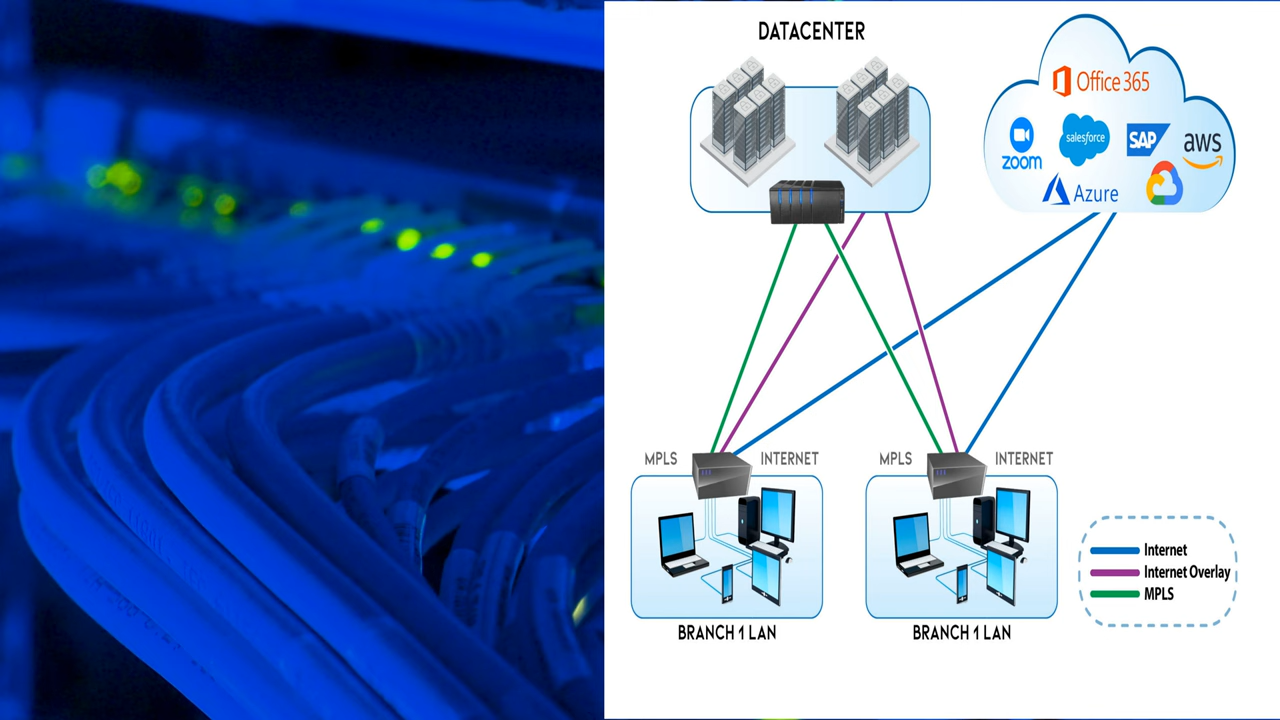 DATACENTER
Office 365
zoom
salesforce
SAP
aws
Azure
MPLS
INTERNET
MPLS
INTERNET
BRANCH 1 LAN
BRANCH 1 LAN
Internet
Internet Overlay
MPLS